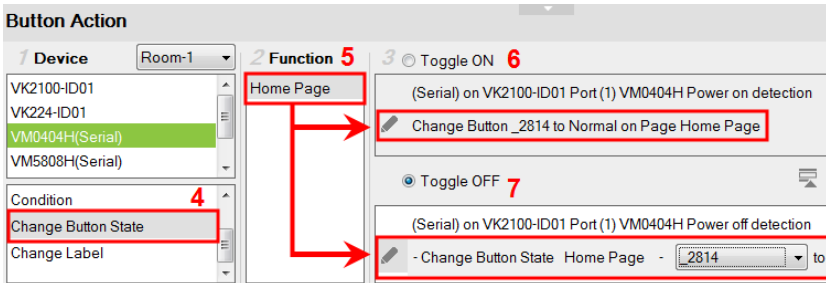 Button Action
1 Device Room-1
2 Function 5
3 Toggle ON 6
VK2100-ID01
VK224-ID01
VM0404H(Serial)
VM5808H(Serial)
Home Page
(Serial) on VK2100-ID01 Port (1) VM0404H Power on detection
Change Button _2814 to Normal on Page Home Page
Condition 4
Change Button State
Change Label
Toggle OFF 7
(Serial) on VK2100-ID01 Port (1) VM0404H Power off detection
- Change Button State Home Page - _2814 to